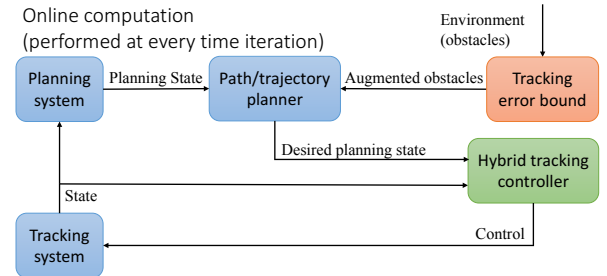 Online computation
(performed at every time iteration)
Environment
(obstacles)
Planning
system
Planning State
Path/trajectory
planner
Augmented obstacles
Tracking
error bound
Desired planning state
Hybrid tracking
controller
State
Tracking
system
Control